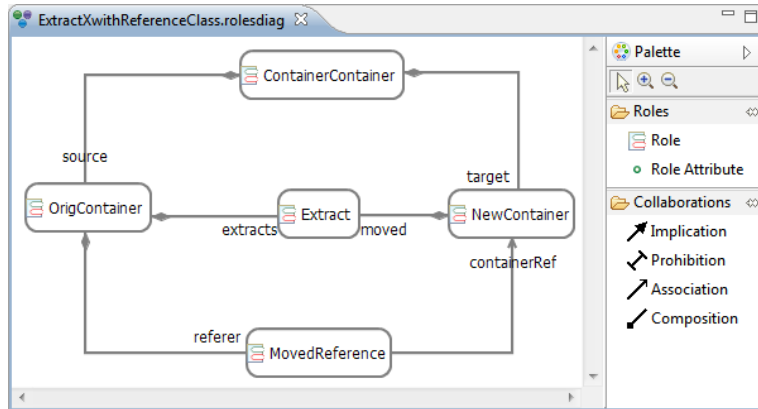 ExtractXwithReferenceClass.rolesdiag
ContainerContainer
source
target
OrigContainer
Extract
NewContainer
extracts
moved
containerRef
referer
MovedReference
Palette
Roles
Role
Role Attribute
Collaborations
Implication
Prohibition
Association
Composition